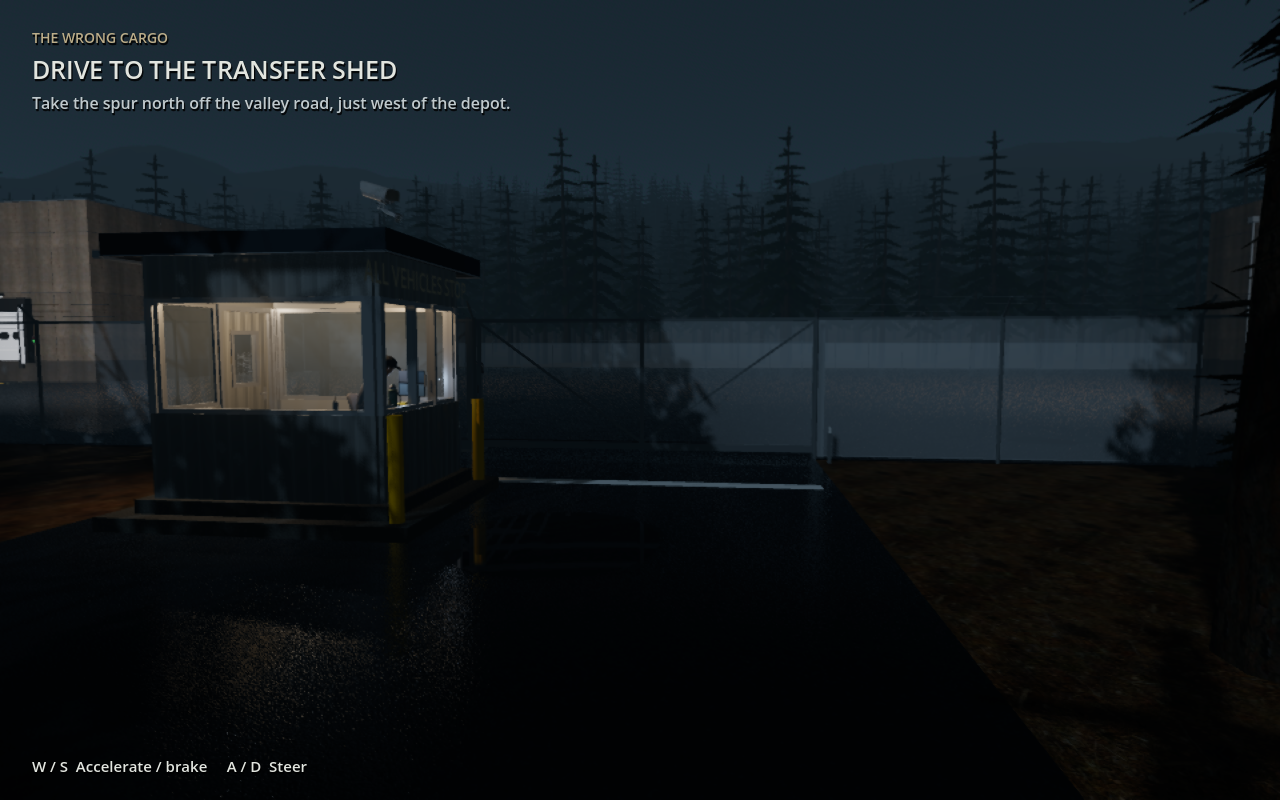 THE WRONG CARGO
DRIVE TO THE TRANSFER SHED
Take the spur north off the valley road, just west of the depot.
VEHICLES
W / S Accelerate / brake A / D Steer